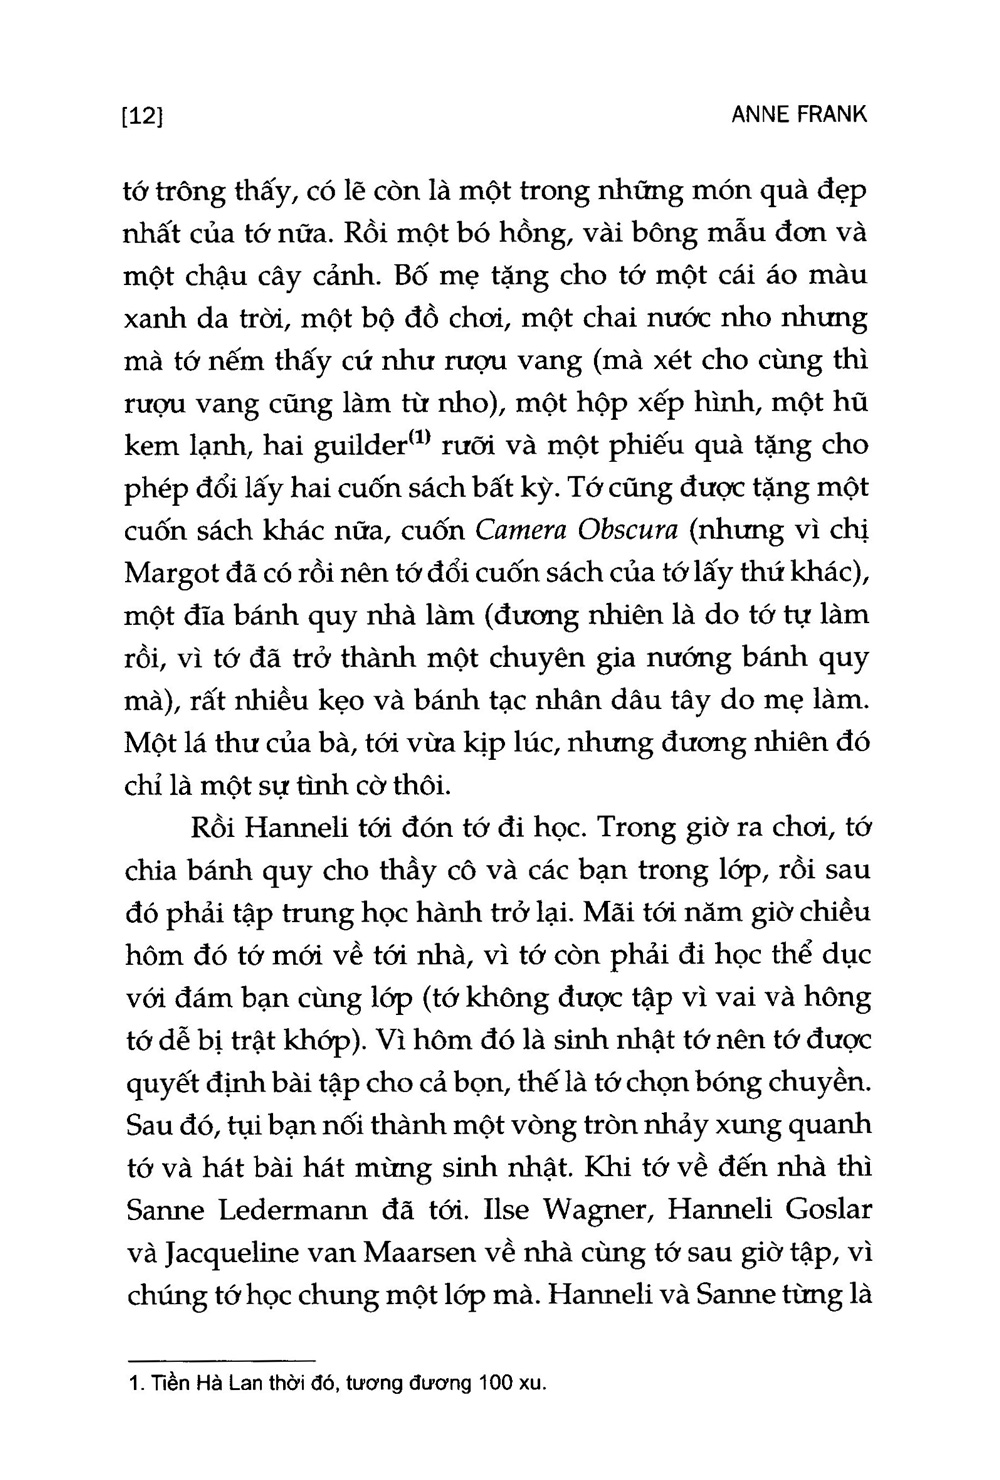 [12] ANNE FRANK
tớ trông thấy, có lẽ còn là một trong những món quà đẹp
nhất của tớ nữa. Rồi một bó hồng, vài bông mẫu đơn và
một chậu cây cảnh. Bố mẹ tặng cho tớ một cái áo màu
xanh da trời, một bộ đồ chơi, một chai nước nho nhưng
mà tớ nếm thấy cứ như rượu vang (mà xét cho cùng thì
rượu vang cũng làm từ nho), một hộp xếp hình, một hũ
kem lạnh, hai guilder(1) rưỡi và một phiếu quà tặng cho
phép đổi lấy hai cuốn sách bất kỳ. Tớ cũng được tặng một
cuốn sách khác nữa, cuốn Camera Obscura (nhưng vì chị
Margot đã có rồi nên tớ đổi cuốn sách của tớ lấy thứ khác),
một đĩa bánh quy nhà làm (đương nhiên là do tớ tự làm
rồi, vì tớ đã trở thành một chuyên gia nướng bánh quy
mà), rất nhiều kẹo và bánh tạc nhân dâu tây do mẹ làm.
Một lá thư của bà, tới vừa kịp lúc, nhưng đương nhiên đó
chỉ là một sự tình cờ thôi.
Rồi Hanneli tới đón tớ đi học. Trong giờ ra chơi, tớ
chia bánh quy cho thầy cô và các bạn trong lớp, rồi sau
đó phải tập trung học hành trở lại. Mãi tới năm giờ chiều
hôm đó tớ mới về tới nhà, vì tớ còn phải đi học thể dục
với đám bạn cùng lớp (tớ không được tập vì vai và hông
tớ dễ bị trật khớp). Vì hôm đó là sinh nhật tớ nên tớ được
quyết định bài tập cho cả bọn, thế là tớ chọn bóng chuyền.
Sau đó, tụi bạn nối thành một vòng tròn nhảy xung quanh
tớ và hát bài hát mừng sinh nhật. Khi tớ về đến nhà thì
Sanne Ledermann đã tới. Ilse Wagner, Hanneli Goslar
và Jacqueline van Maarsen về nhà cùng tớ sau giờ tập, vì
chúng tớ học chung một lớp mà. Hanneli và Sanne từng là
1. Tiền Hà Lan thời đó, tương đương 100 xu.